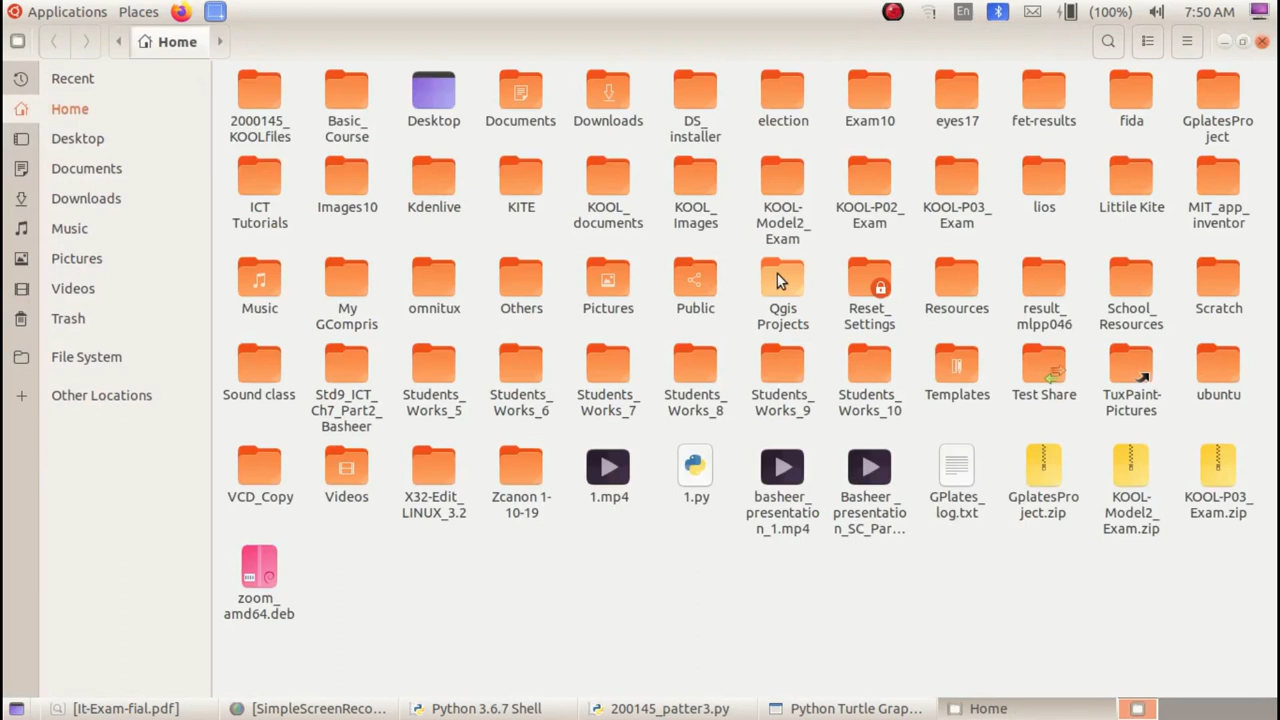 Applications Places En (100%) 7:50 AM
Home
Recent
Home
Desktop
Documents
Downloads
Music
Pictures
Videos
Trash
File System
Other Locations
2000145_
KOOLfiles
Basic_
Course
Desktop
Documents
Downloads
DS_
installer
election
Exam10
eyes17
fet-results
fida
GplatesPro
ject
ICT
Tutorials
Images10
Kdenlive
KITE
KOOL_
documents
KOOL_
Images
KOOL-
Model2_
Exam
KOOL-P02_
Exam
KOOL-P03_
Exam
lios
Littile Kite
MIT_app_
inventor
Music
My
GCompris
omnitux
Others
Pictures
Public
Qgis
Projects
Reset_
Settings
Resources
result_
mlpp046
School_
Resources
Scratch
Sound class
Std9_ICT_
Ch7_Part2_
Basheer
Students_
Works_5
Students_
Works_6
Students_
Works_7
Students_
Works_8
Students_
Works_9
Students_
Works_10
Templates
Test Share
TuxPaint-
Pictures
ubuntu
VCD_Copy
Videos
X32-Edit_
LINUX_3.2
Zcanon 1-
10-19
1.mp4
1.py
basheer_
presentatio
n_1.mp4
Basheer_
presentatio
n_SC_Par...
GPlates_
log.txt
GplatesPro
ject.zip
KOOL-
Model2_
Exam.zip
KOOL-P03_
Exam.zip
zoom_
amd64.deb
[It-Exam-fial.pdf] [SimpleScreenReco... Python 3.6.7 Shell 200145_patter3.py Python Turtle Grap... Home